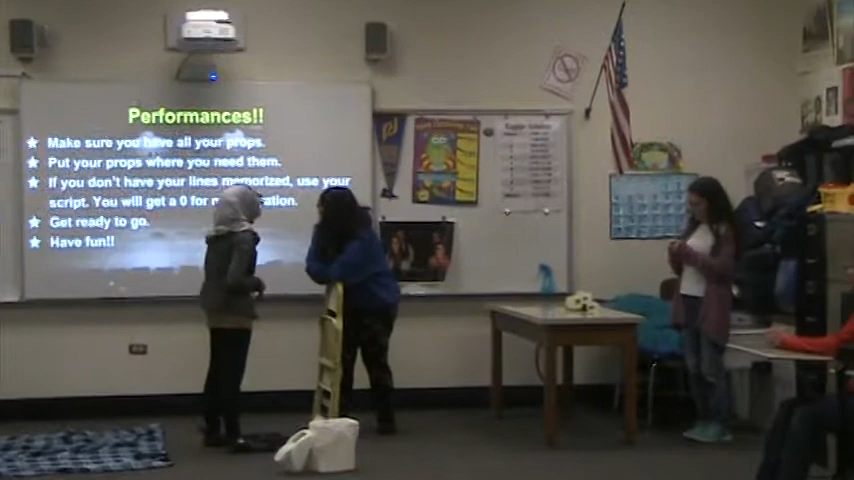 Performances!!
Make sure you have all your props.
Put your props where you need them.
If you don't have your lines memorized, use your
script. You will get a 0 for
Get ready to go.
Have fun!!